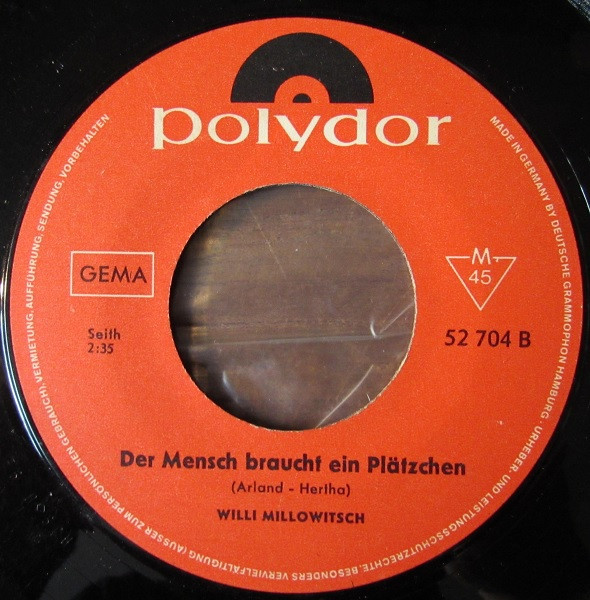 polydor
GEMA
M
45
Seith
2:35
52 704 B
Der Mensch braucht ein Plätzchen
(Arland - Hertha)
WILLI MILLOWITSCH
MADE IN GERMANY BY DEUTSCHE GRAMMOPHON HAMBURG · URHEBER- UND LEISTUNGSSCHUTZRECHTE, BESONDERS VERVIELFÄLTIGUNG (AUSSER ZUM PERSÖNLICHEN GEBRAUCH), VERMIETUNG, AUFFÜHRUNG, SENDUNG, VORBEHALTEN